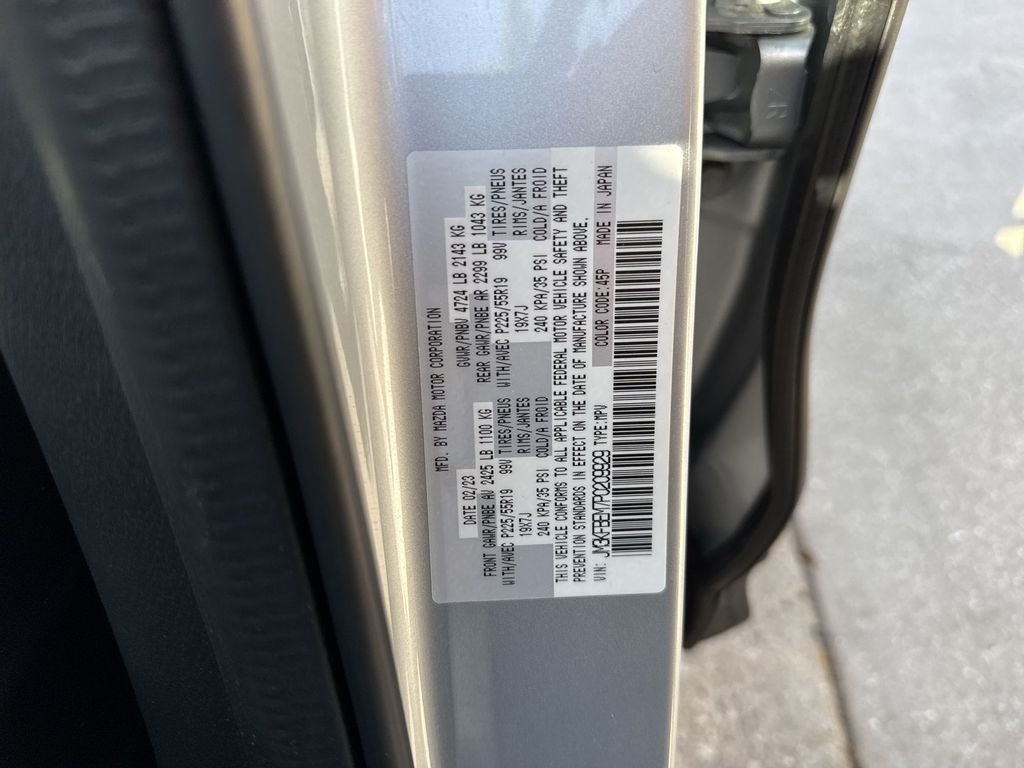 MFD. BY MAZDA MOTOR CORPORATION
DATE 02/23 GVWR/PNBV 4724 LB 2143 KG
FRONT GAWR/PNBE AV 2425 LB 1100 KG REAR GAWR/PNBE AR 2299 LB 1043 KG
WITH/AVEC P225/55R19 99V TIRES/PNEUS WITH/AVEC P225/55R19 99V TIRES/PNEUS
19X7J RIMS/JANTES 19X7J RIMS/JANTES
240 KPA/35 PSI COLD/A FROID 240 KPA/35 PSI COLD/A FROID
THIS VEHICLE CONFORMS TO ALL APPLICABLE FEDERAL MOTOR VEHICLE SAFETY AND THEFT
PREVENTION STANDARDS IN EFFECT ON THE DATE OF MANUFACTURE SHOWN ABOVE.
VIN: JM3KFBEM7P0209929 TYPE:MPV COLOR CODE:45P MADE IN JAPAN